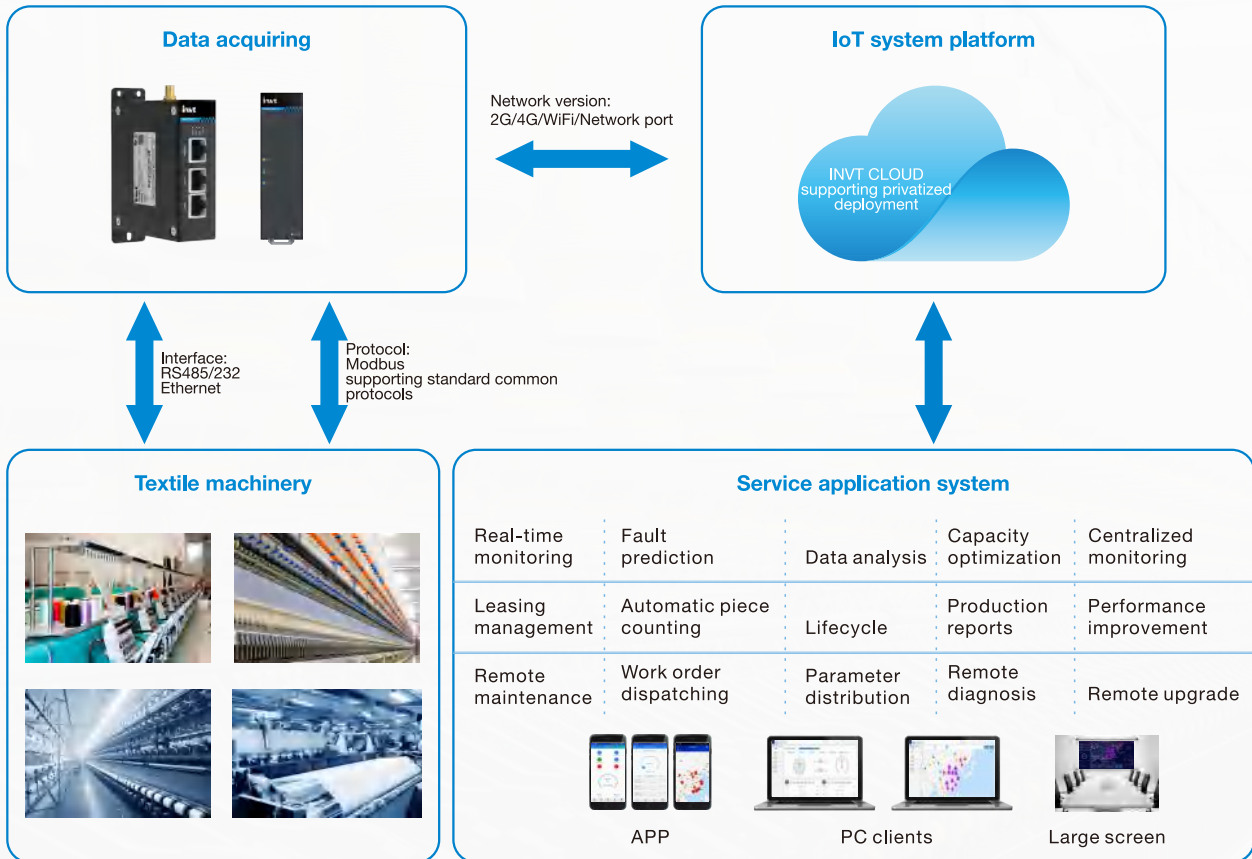 Data acquiring
invt
invt
Network version:
2G/4G/WiFi/Network port
IoT system platform
INVT CLOUD
supporting privatized
deployment
Interface:
RS485/232
Ethernet
Protocol:
Modbus
supporting standard common
protocols
Textile machinery
Service application system
Real-time
monitoring
Fault
prediction
Data analysis
Capacity
optimization
Centralized
monitoring
Leasing
management
Automatic piece
counting
Lifecycle
Production
reports
Performance
improvement
Remote
maintenance
Work order
dispatching
Parameter
distribution
Remote
diagnosis
Remote upgrade
APP
PC clients
Large screen